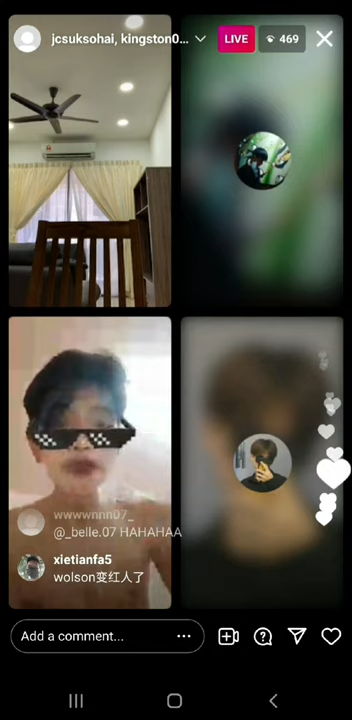 jcsuksohai, kingston0...
LIVE
469
wwwwnnn07_
@_belle.07 HAHAHAA
xietianfa5
wolson变红人了
Add a comment...